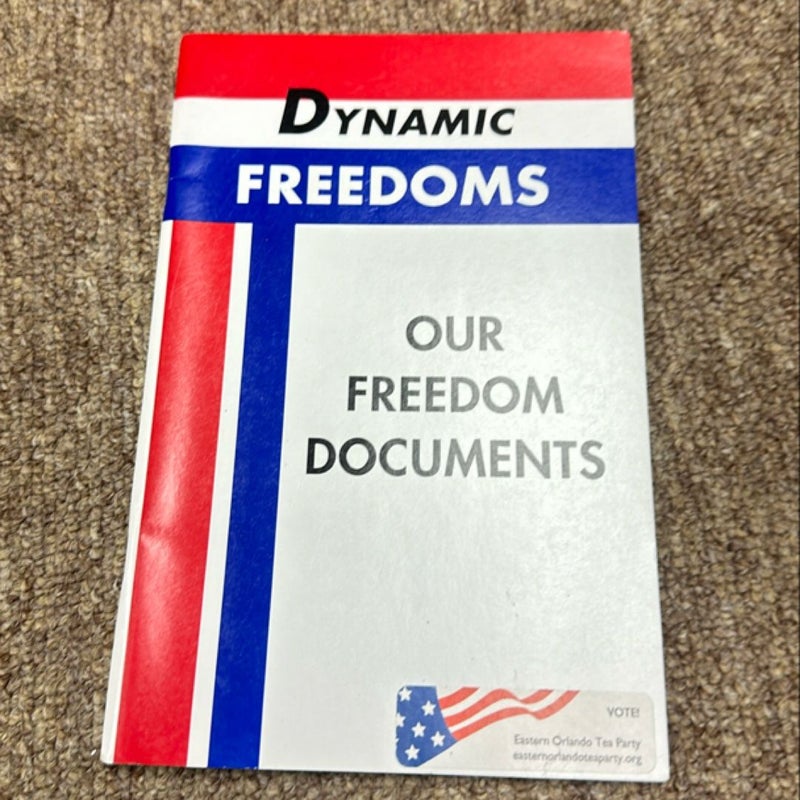 DYNAMIC
FREEDOMS
OUR
FREEDOM
DOCUMENTS
VOTE!
Eastern Orlando Tea Party
easternorlandoteaparty.org